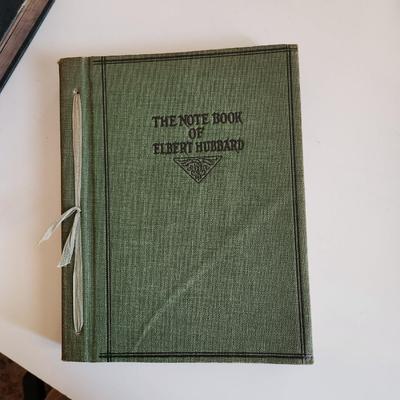 THE NOTE BOOK
OF
ELBERT HUBBARD